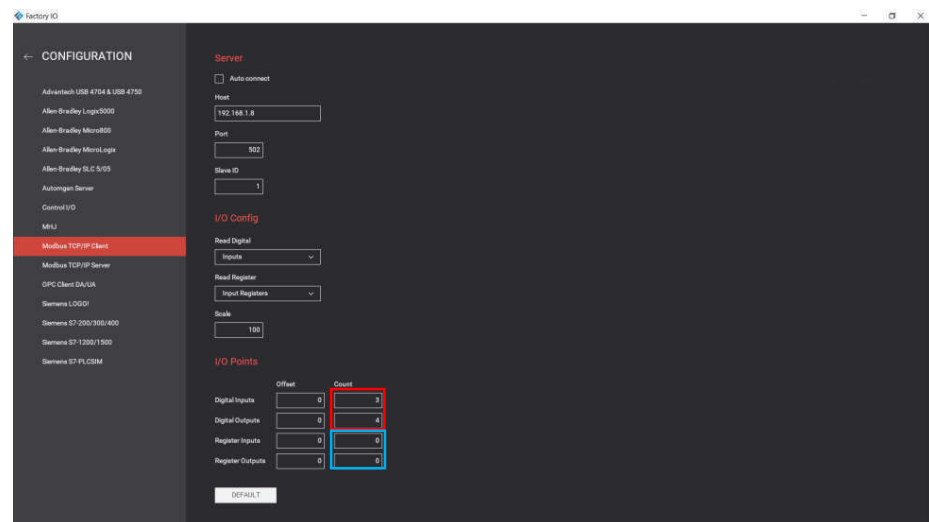 Factory IO
← CONFIGURATION
Advantech USB 4704 & USB 4750
Allen-Bradley Logix5000
Allen-Bradley Micro800
Allen-Bradley MicroLogix
Allen-Bradley SLC 5/05
Automgen Server
Control I/O
MHJ
Modbus TCP/IP Client
Modbus TCP/IP Server
OPC Client DA/UA
Siemens LOGO!
Siemens S7-200/300/400
Siemens S7-1200/1500
Siemens S7-PLCSIM
Server
Auto connect
Host
192.168.1.8
Port
502
Slave ID
1
I/O Config
Read Digital
Inputs
Read Register
Input Registers
Scale
100
I/O Points
Offset Count
Digital Inputs 0 3
Digital Outputs 0 4
Register Inputs 0 0
Register Outputs 0 0
DEFAULT